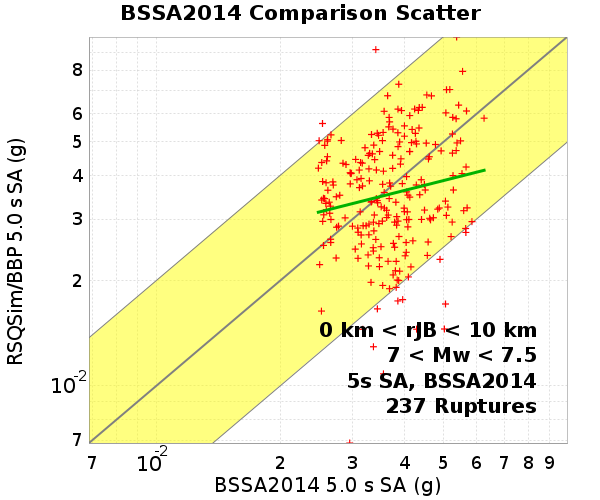 BSSA2014 Comparison Scatter
RSQSim/BBP 5.0 s SA (g)
8
6
5
4
3
2
10-2
7
0 km < rJB < 10 km
7 < Mw < 7.5
5s SA, BSSA2014
237 Ruptures
7 10-2 2 3 4 5 6 7 8 9
BSSA2014 5.0 s SA (g)